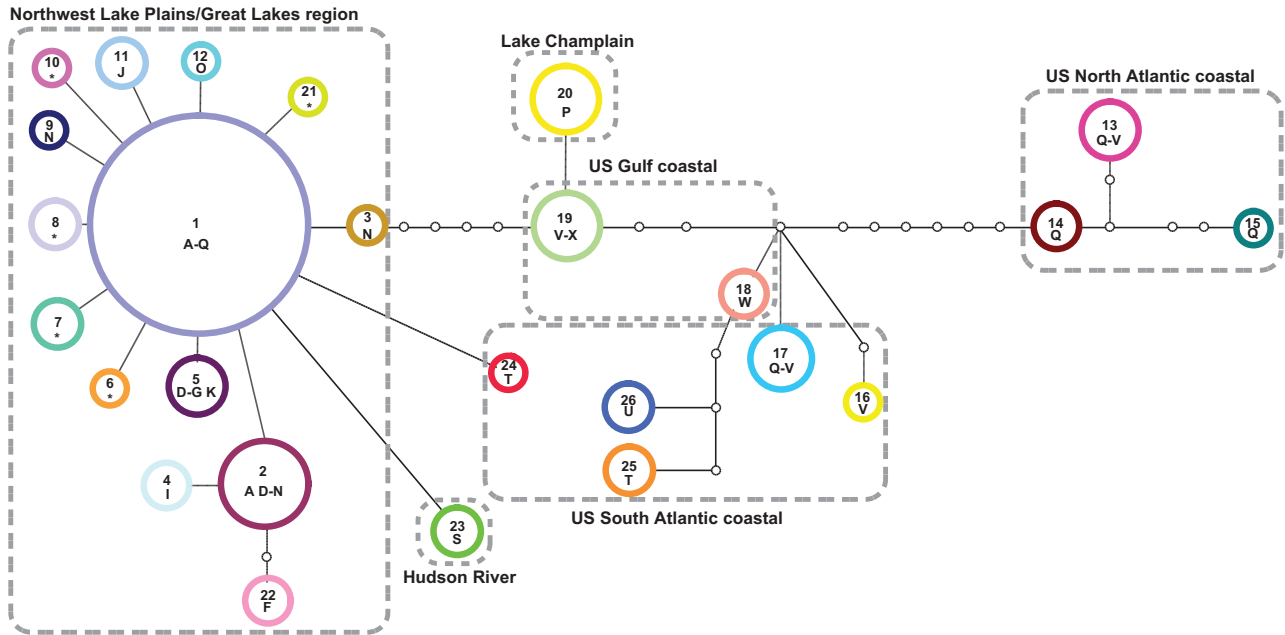 Northwest Lake Plains/Great Lakes region
10
*
11
J
12
O
21
*
9
N
8
*
1
A-Q
3
N
7
*
6
*
5
D-G K
4
I
2
A D-N
22
F
Lake Champlain
20
P
US Gulf coastal
19
V-X
18
W
US North Atlantic coastal
13
Q-V
14
Q
15
Q
24
T
17
Q-V
16
V
26
U
25
T
US South Atlantic coastal
23
S
Hudson River